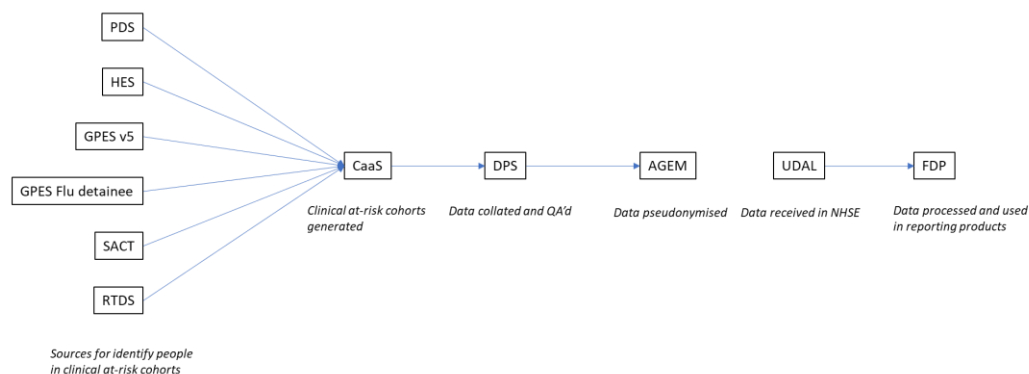 PDS
HES
GPES v5
GPES Flu detainee
SACT
RTDS
Sources for identify people
in clinical at-risk cohorts
CaaS
Clinical at-risk cohorts
generated
DPS
Data collated and QA'd
AGEM
Data pseudonymised
UDAL
Data received in NHSE
FDP
Data processed and used
in reporting products